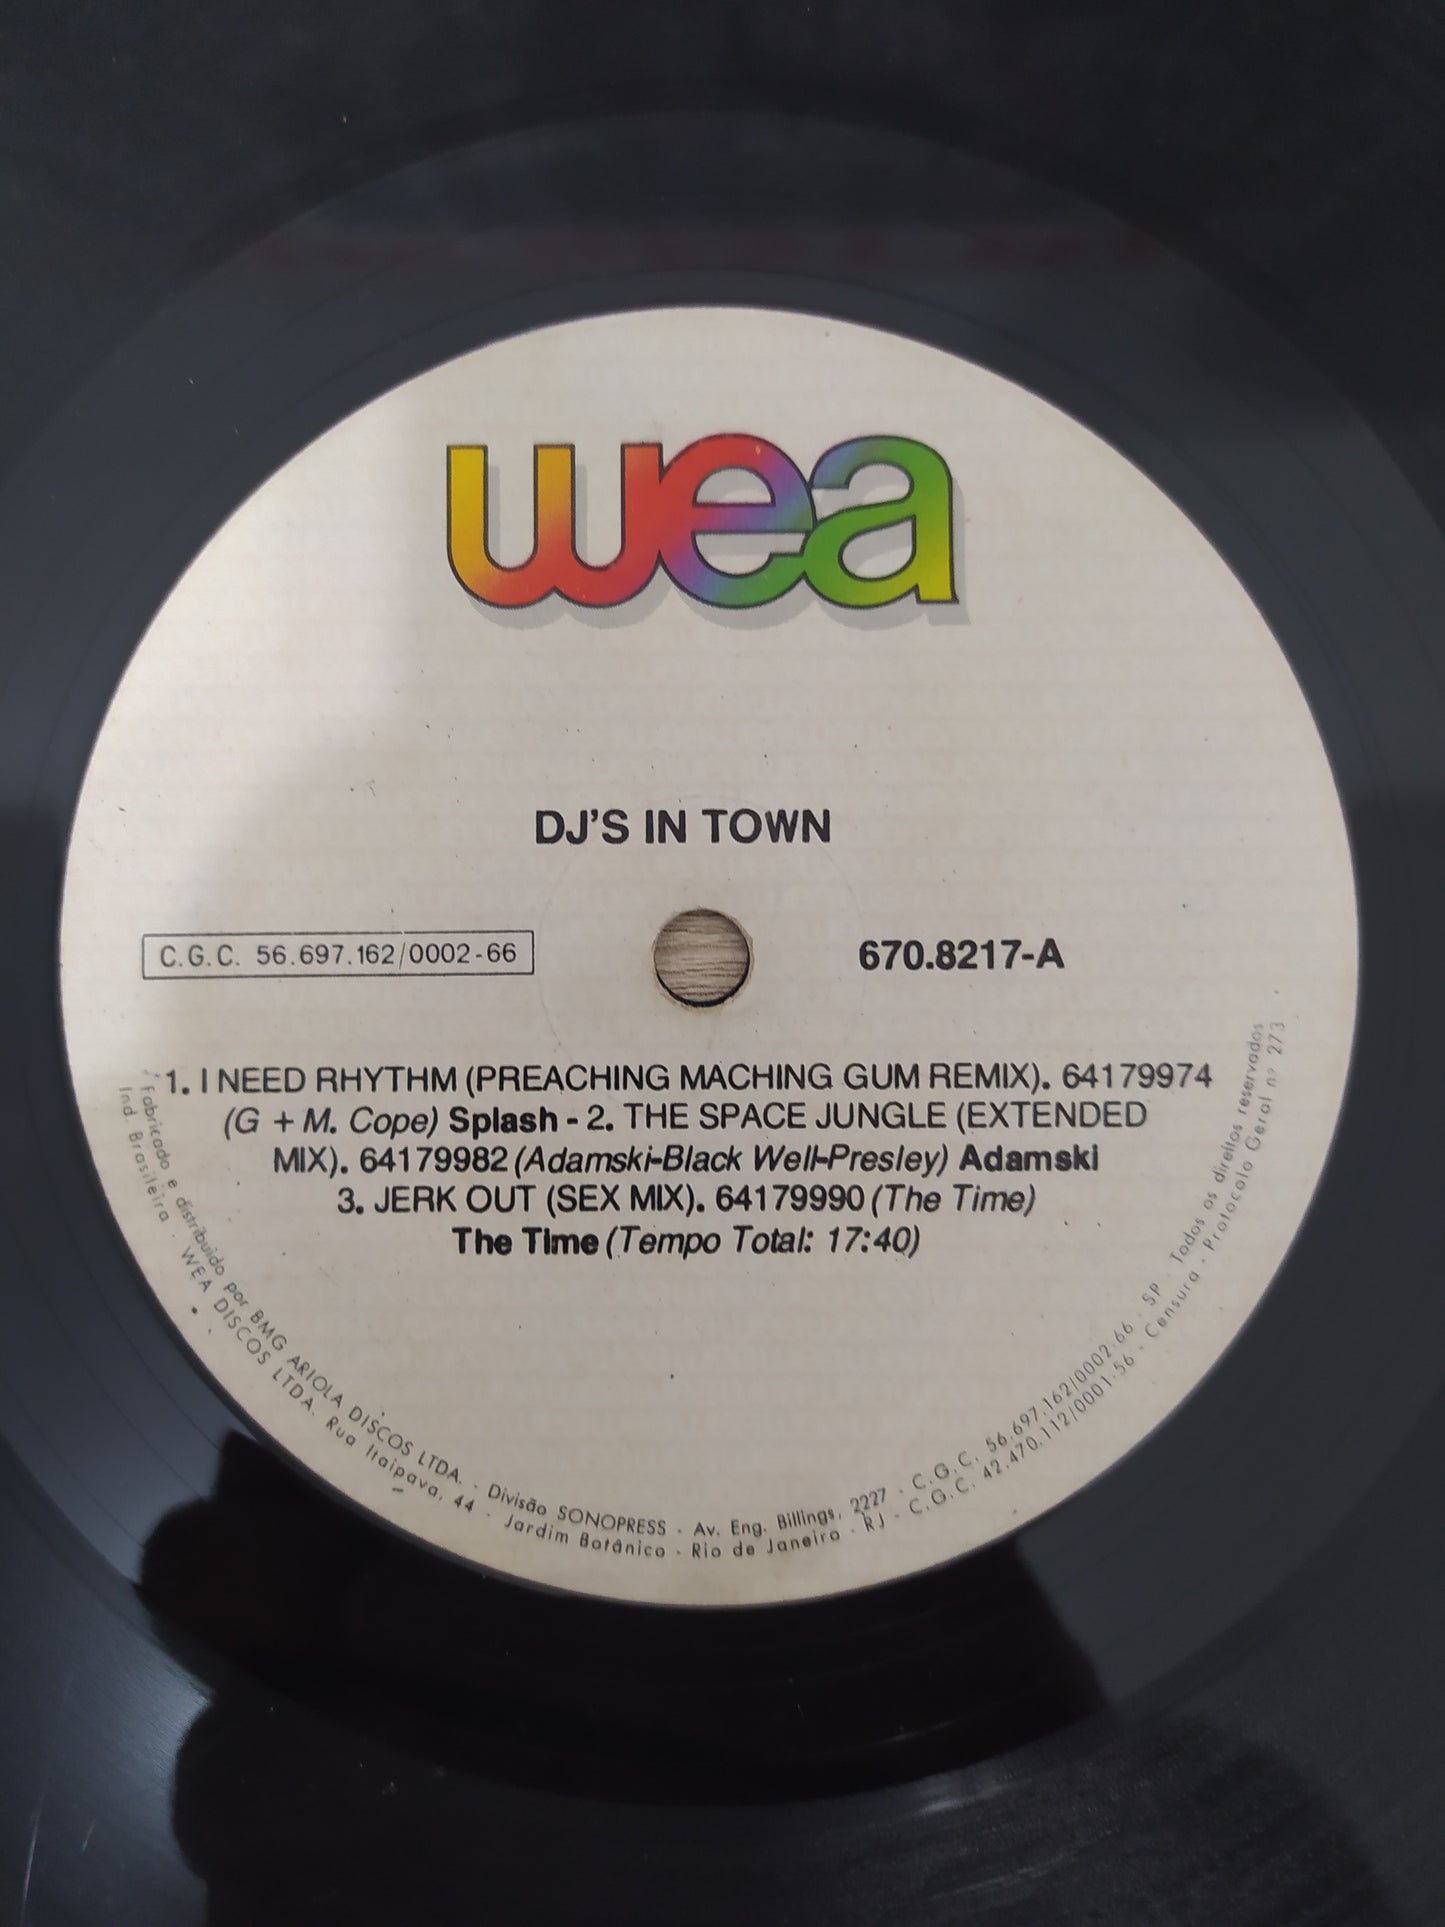 wea
DJ'S IN TOWN
C.G.C. 56.697.162/0002-66
670.8217-A
1. I NEED RHYTHM (PREACHING MACHING GUM REMIX). 64179974
(G + M. Cope) Splash - 2. THE SPACE JUNGLE (EXTENDED
MIX). 64179982 (Adamski-Black Well-Presley) Adamski
3. JERK OUT (SEX MIX). 64179990 (The Time)
The Time (Tempo Total: 17:40)
Fabricado e distribuído por BMG ARIOLA DISCOS LTDA. - Divisão SONOPRESS - Av. Eng. Billings, 2227 - C.G.C. 56.697.162/0002-66 - SP - Todos os direitos reservados
Ind. Brasileira - WEA DISCOS LTDA. Rua Itaipava, 44 - Jardim Botânico - Rio de Janeiro - RJ - C.G.C. 42.470.112/0001-56 - Censura - Protocolo Geral nº 273